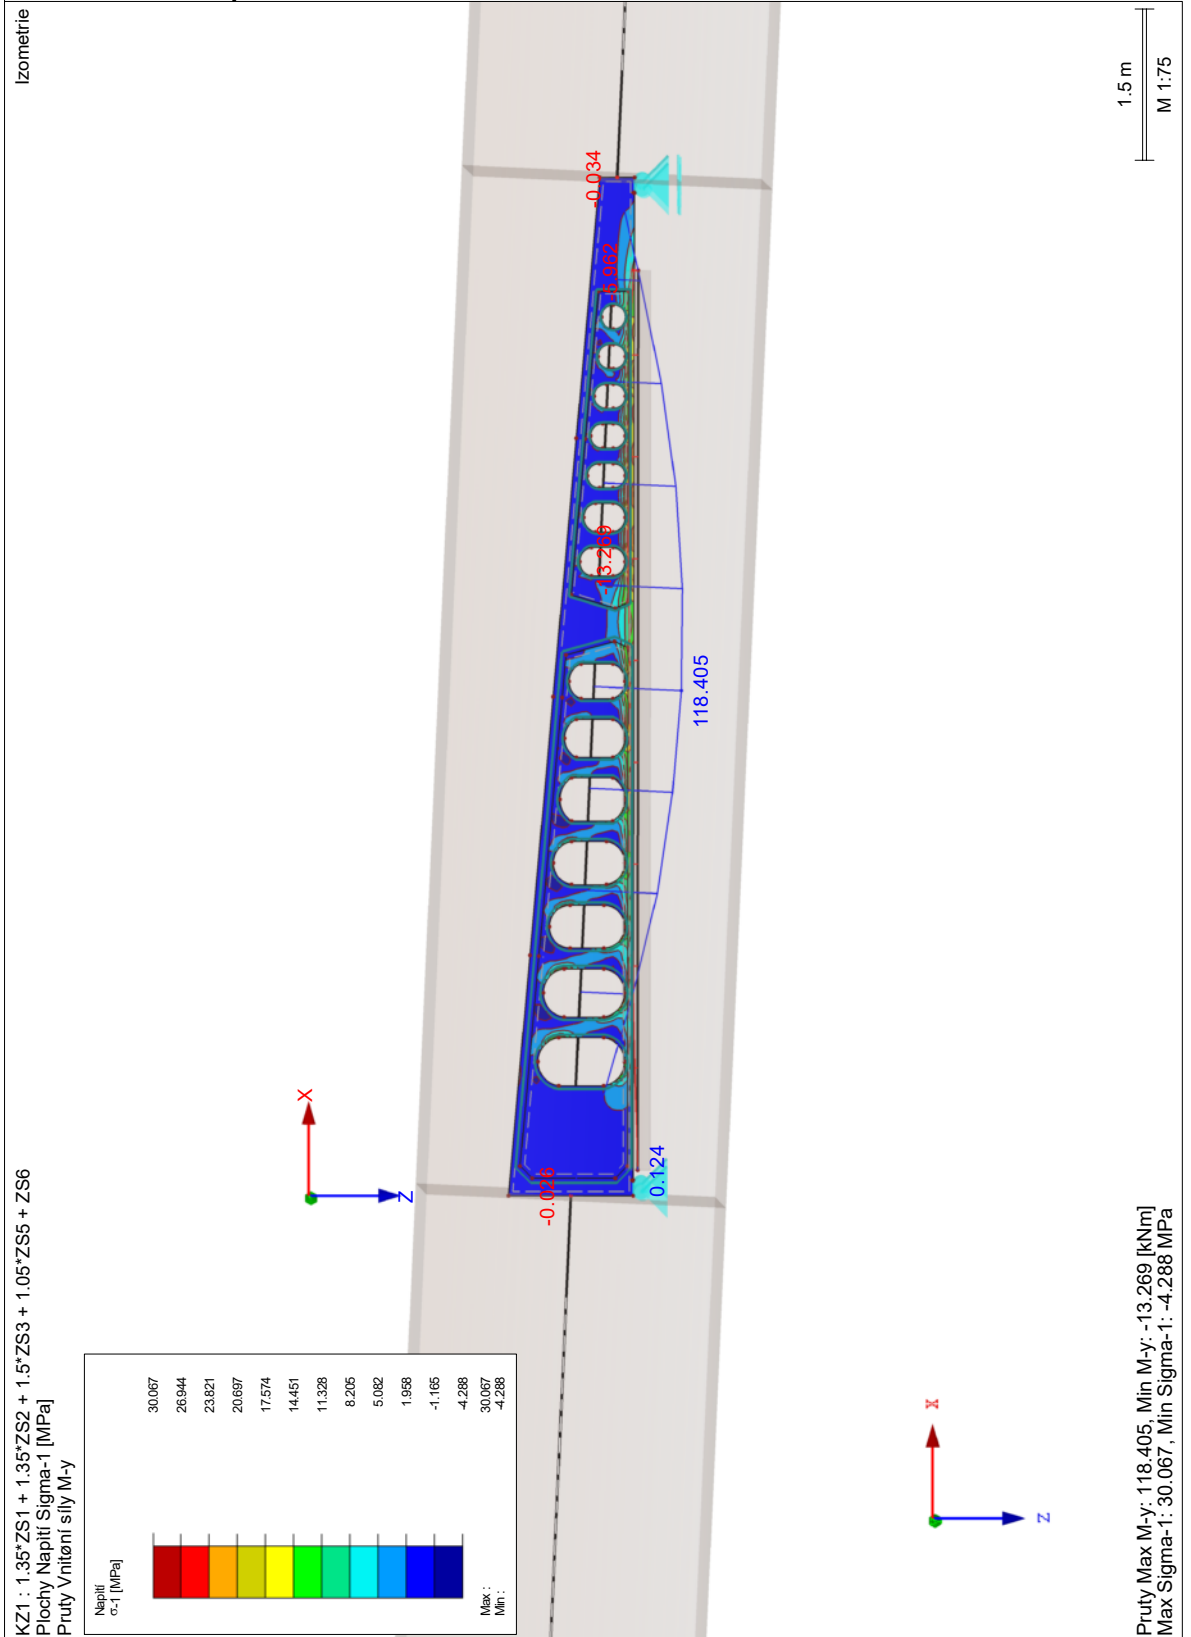 KZ1 : 1.35*ZS1 + 1.35*ZS2 + 1.5*ZS3 + 1.05*ZS5 + ZS6
Izometrie
Plochy Napìtí Sigma-1 [MPa]
Pruty Vnitøní síly M-y
Napìtí
σ-1 [MPa]
30.067
26.944
23.821
20.697
17.574
14.451
11.328
8.205
5.082
1.958
-1.165
-4.288
Max : 30.067
Min : -4.288
X
Z
-0.026
0.124
118.405
-13.269
-5.962
-0.034
X
Z
Pruty Max M-y: 118.405, Min M-y: -13.269 [kNm]
Max Sigma-1: 30.067, Min Sigma-1: -4.288 MPa
1.5 m
M 1:75